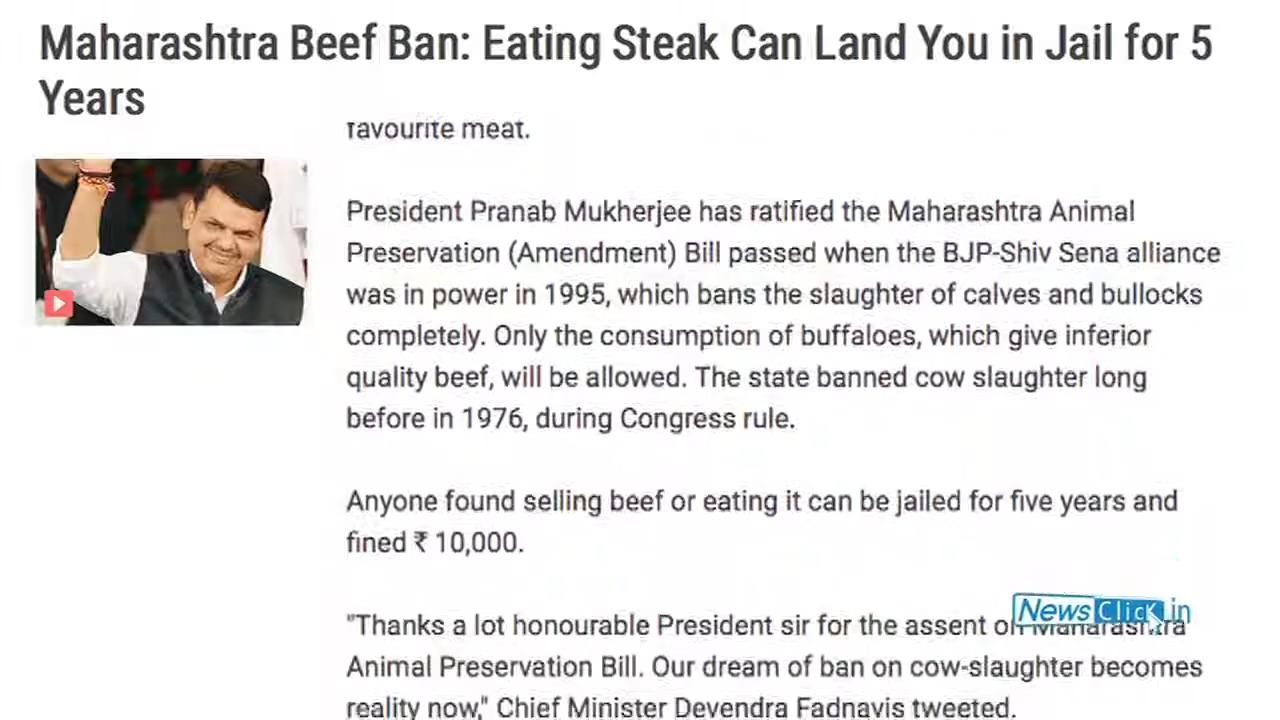 Maharashtra Beef Ban: Eating Steak Can Land You in Jail for 5
Years
favourite meat.
President Pranab Mukherjee has ratified the Maharashtra Animal
Preservation (Amendment) Bill passed when the BJP-Shiv Sena alliance
was in power in 1995, which bans the slaughter of calves and bullocks
completely. Only the consumption of buffaloes, which give inferior
quality beef, will be allowed. The state banned cow slaughter long
before in 1976, during Congress rule.
Anyone found selling beef or eating it can be jailed for five years and
fined ₹ 10,000.
NewsClick.in
"Thanks a lot honourable President sir for the assent on Maharashtra
Animal Preservation Bill. Our dream of ban on cow-slaughter becomes
reality now," Chief Minister Devendra Fadnavis tweeted.